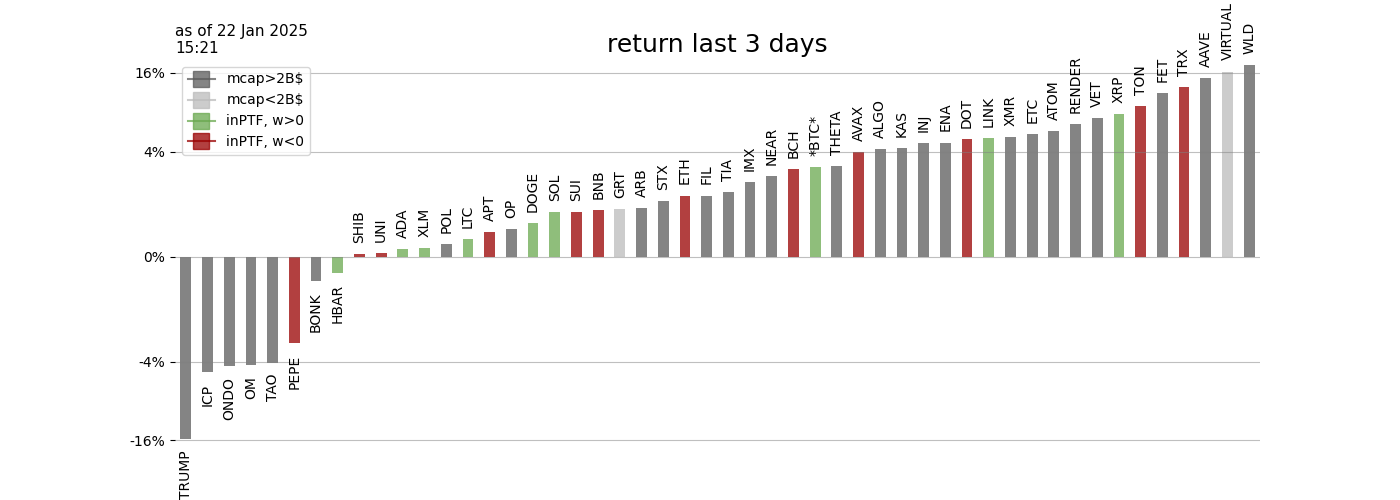 as of 22 Jan 2025
15:21
return last 3 days
mcap>2B$
mcap<2B$
inPTF, w>0
inPTF, w<0
16%
4%
0%
-4%
-16%
TRUMP
ICP
ONDO
OM
TAO
PEPE
BONK
HBAR
SHIB
UNI
ADA
XLM
POL
LTC
APT
OP
DOGE
SOL
SUI
BNB
GRT
ARB
STX
ETH
FIL
TIA
IMX
NEAR
BCH
*BTC*
THETA
AVAX
ALGO
KAS
INJ
ENA
DOT
LINK
XMR
ETC
ATOM
RENDER
VET
XRP
TON
FET
TRX
AAVE
VIRTUAL
WLD